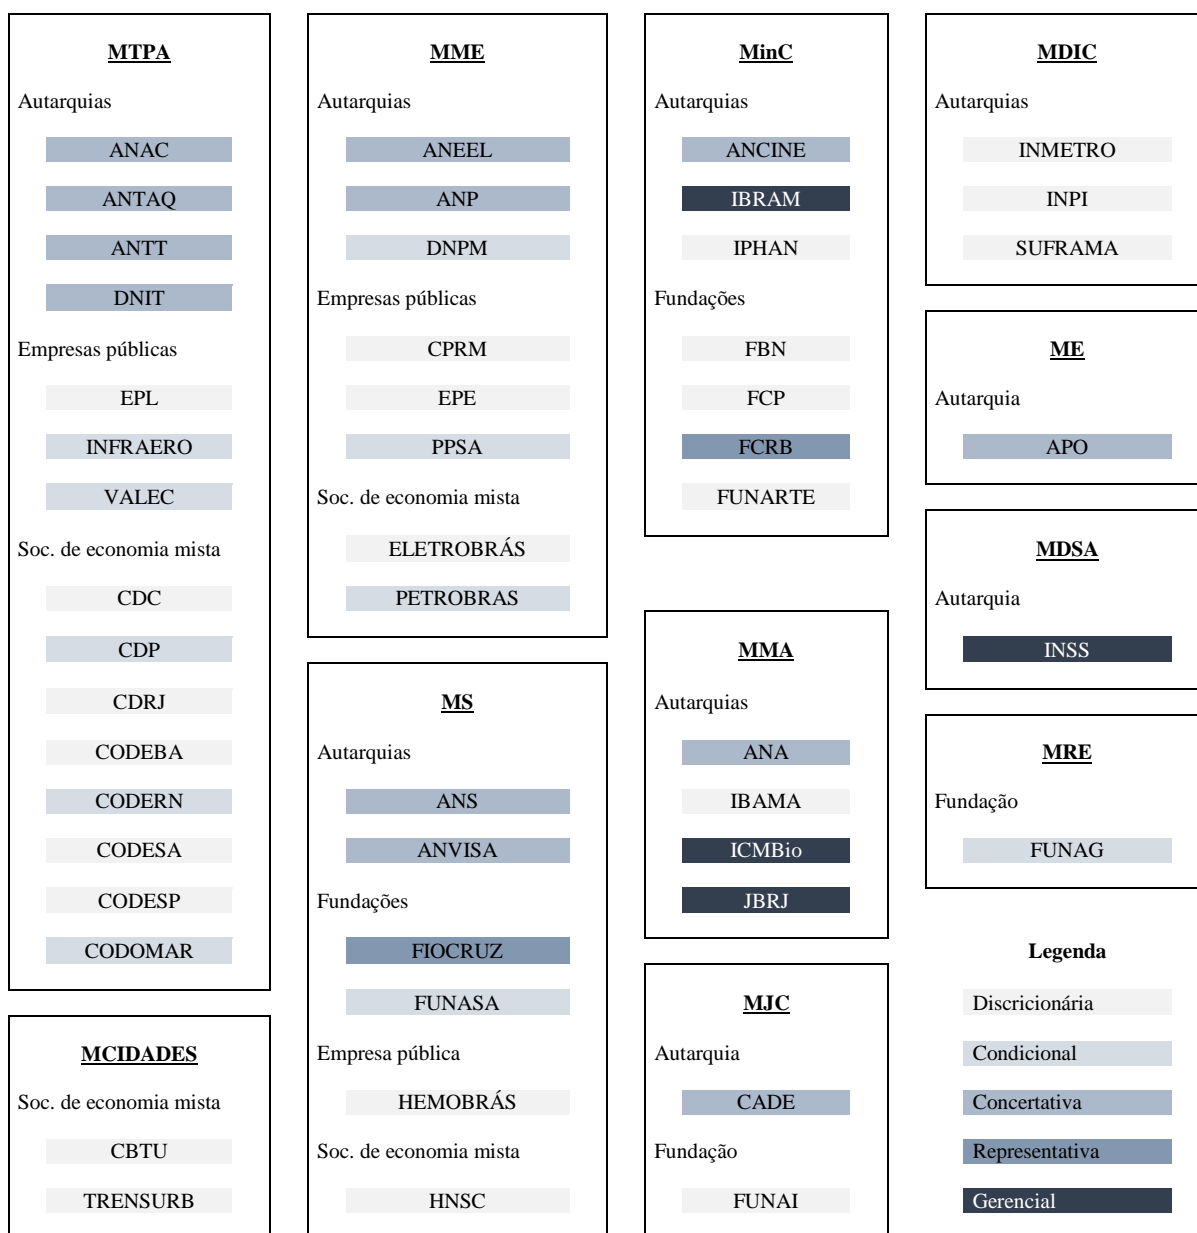 MTPA
Autarquias
ANAC
ANTAQ
ANTT
DNIT
Empresas públicas
EPL
INFRAERO
VALEC
Soc. de economia mista
CDC
CDP
CDRJ
CODEBA
CODERN
CODESA
CODESP
CODOMAR
MCIDADES
Soc. de economia mista
CBTU
TRENSURB
MME
Autarquias
ANEEL
ANP
DNPM
Empresas públicas
CPRM
EPE
PPSA
Soc. de economia mista
ELETROBRÁS
PETROBRAS
MS
Autarquias
ANS
ANVISA
Fundações
FIOCRUZ
FUNASA
Empresa pública
HEMOBRÁS
Soc. de economia mista
HNSC
MinC
Autarquias
ANCINE
IBRAM
IPHAN
Fundações
FBN
FCP
FCRB
FUNARTE
MMA
Autarquias
ANA
IBAMA
ICMBio
JBRJ
MJC
Autarquia
CADE
Fundação
FUNAI
MDIC
Autarquias
INMETRO
INPI
SUFRAMA
ME
Autarquia
APO
MDSA
Autarquia
INSS
MRE
Fundação
FUNAG
Legenda
Discricionária
Condicional
Concertativa
Representativa
Gerencial